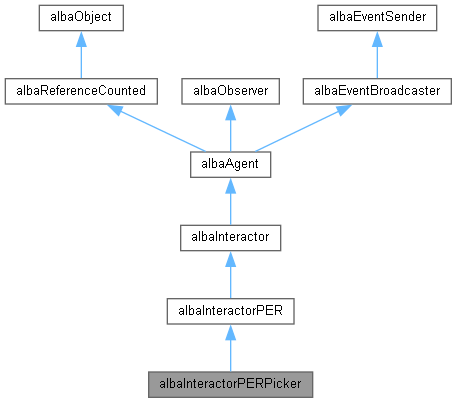 albaObject
albaEventSender
albaReferenceCounted
albaObserver
albaEventBroadcaster
albaAgent
albaInteractor
albaInteractorPER
albaInteractorPERPicker